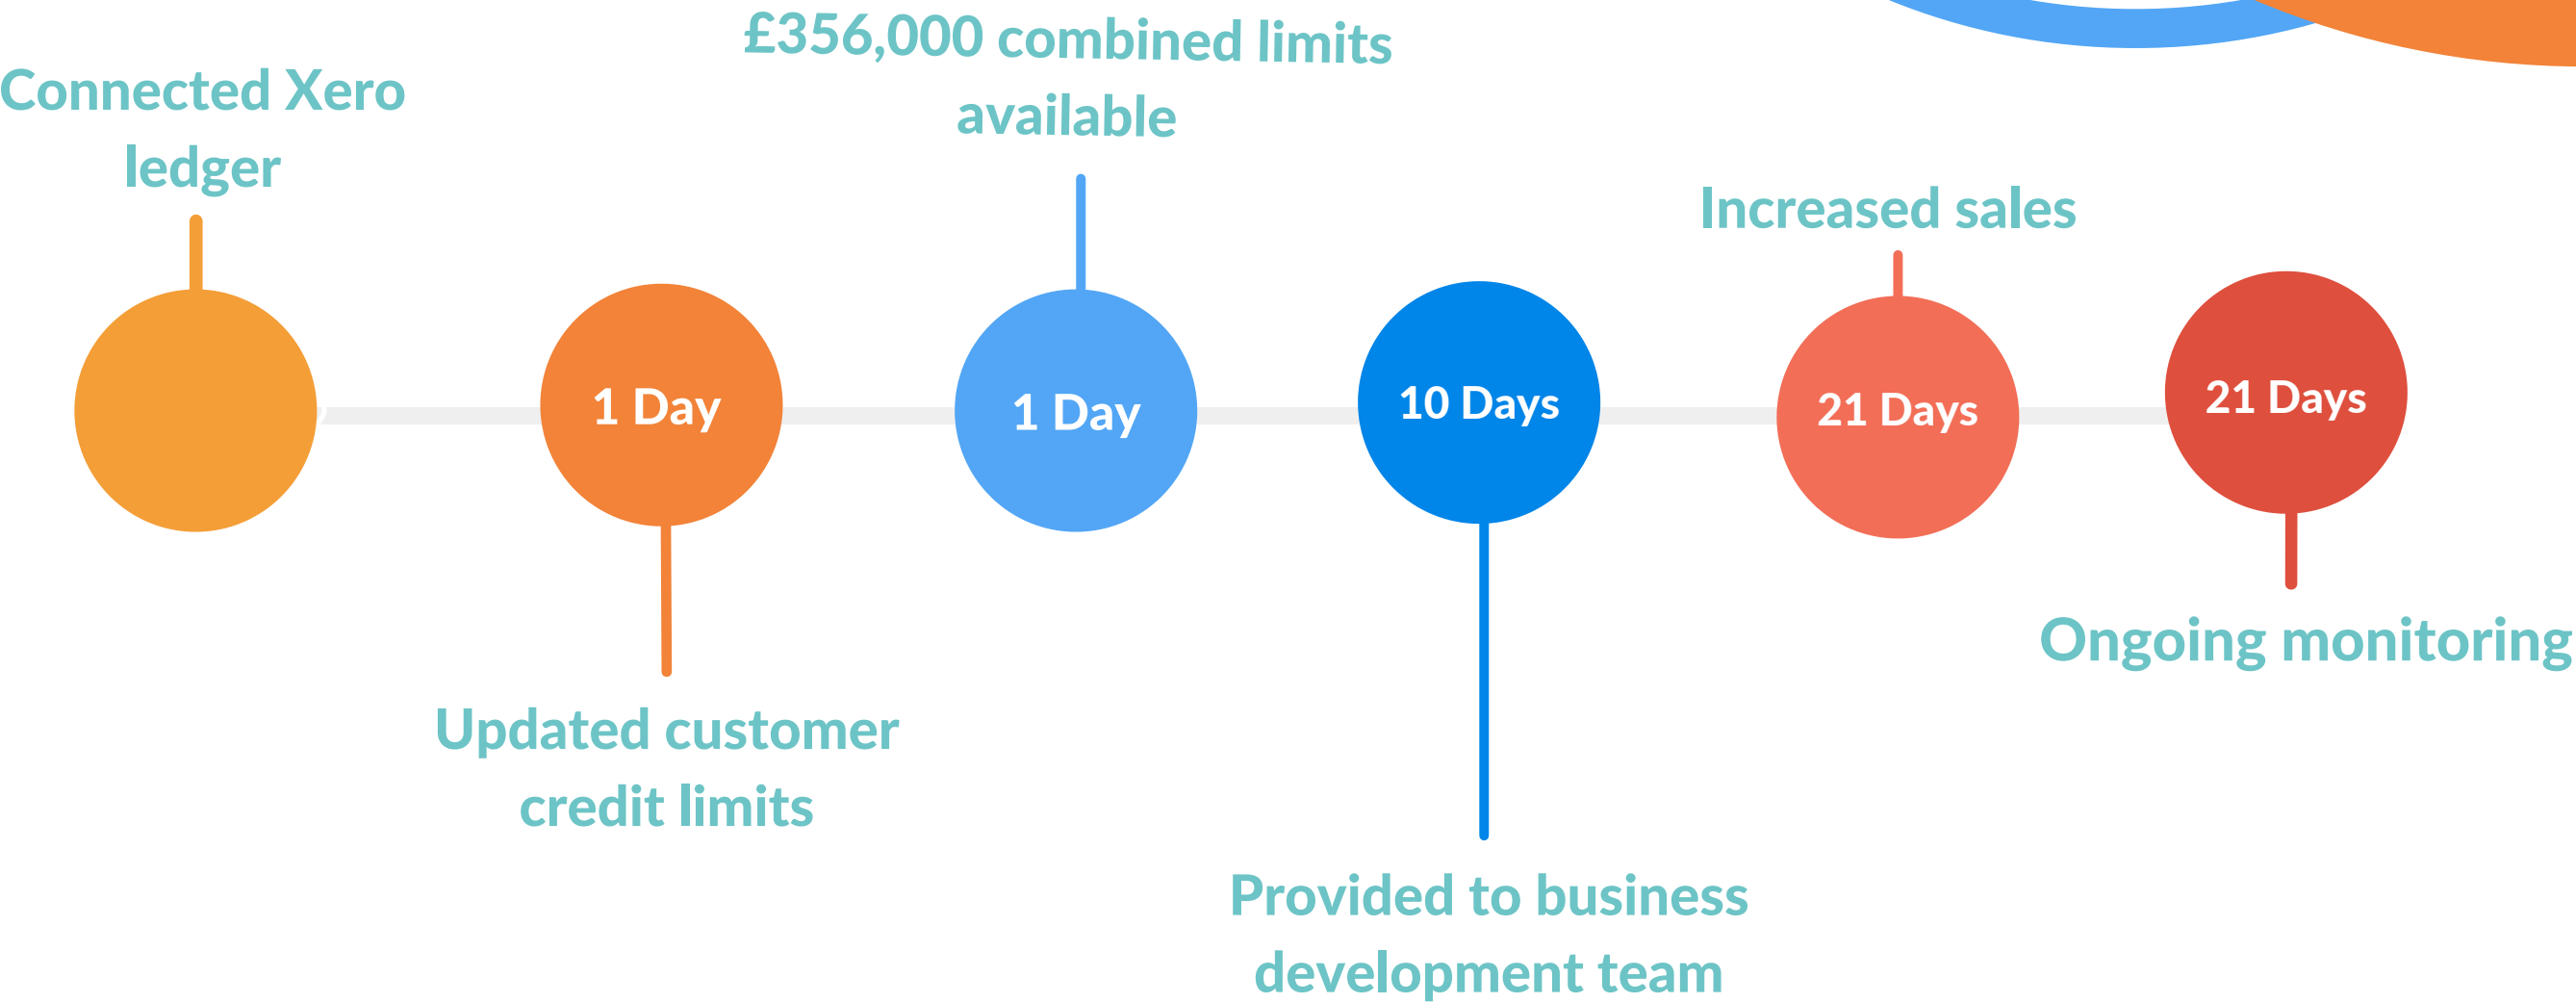 Connected Xero
ledger
1 Day
Updated customer
credit limits
£356,000 combined limits
available
1 Day
10 Days
Provided to business
development team
Increased sales
21 Days
21 Days
Ongoing monitoring